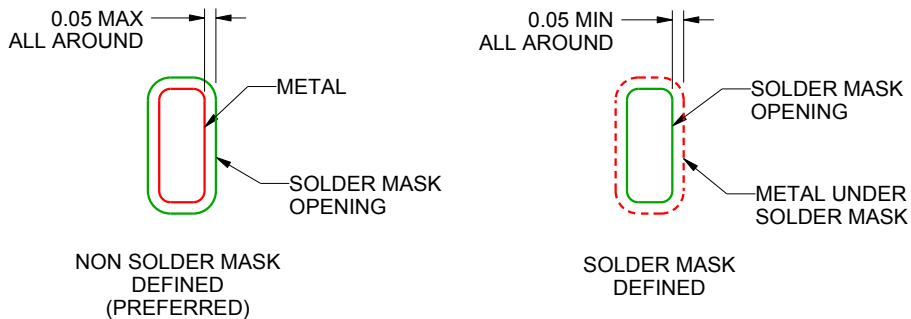 0.05 MAX
ALL AROUND
METAL
SOLDER MASK
OPENING
NON SOLDER MASK
DEFINED
(PREFERRED)
0.05 MIN
ALL AROUND
SOLDER MASK
OPENING
METAL UNDER
SOLDER MASK
SOLDER MASK
DEFINED